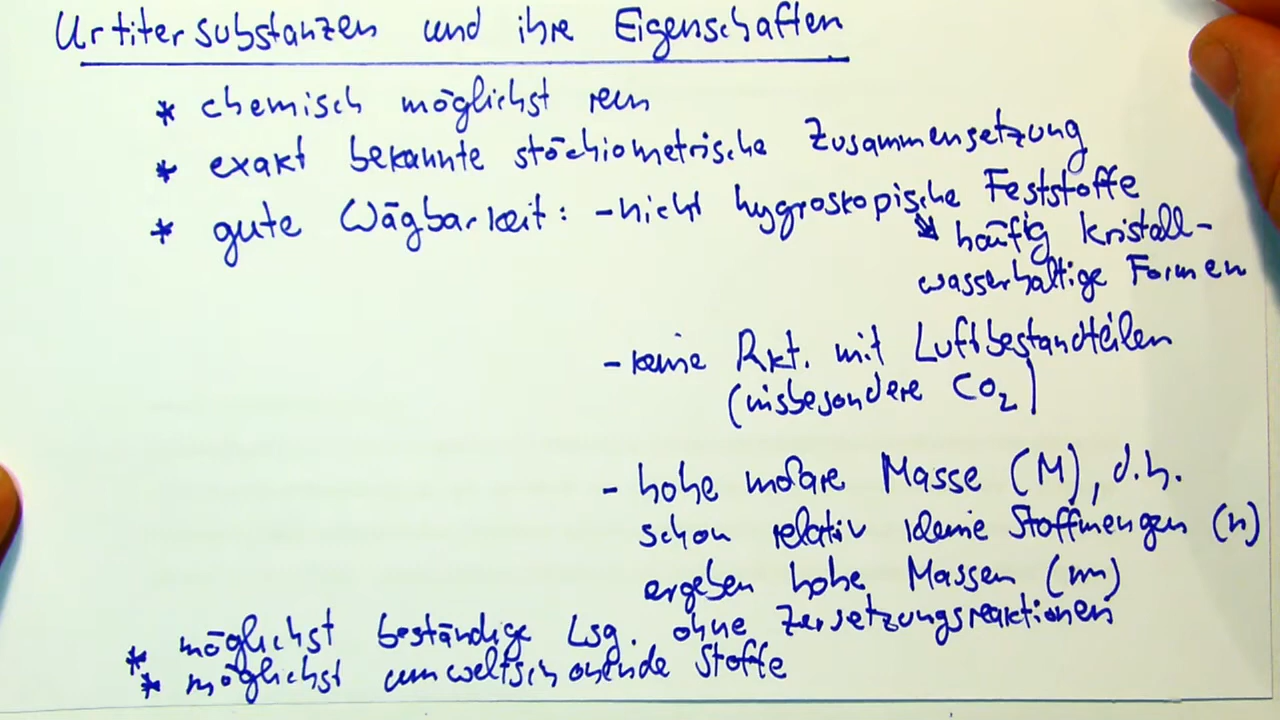 Urtitersubstanzen und ihre Eigenschaften
* chemisch möglichst rein
* exakt bekannte stöchiometrische Zusammensetzung
* gute Wägbarkeit: - nicht hygroskopische Feststoffe
↘ häufig kristall-
wasserhaltige Formen
- keine Rkt. mit Luftbestandteilen
(insbesondere CO₂)
- hohe molare Masse (M), d.h.
schon relativ kleine Stoffmengen (n)
ergeben hohe Massen (m)
* möglichst beständige Lsg. ohne Zersetzungsreaktionen
* möglichst umweltschonende Stoffe